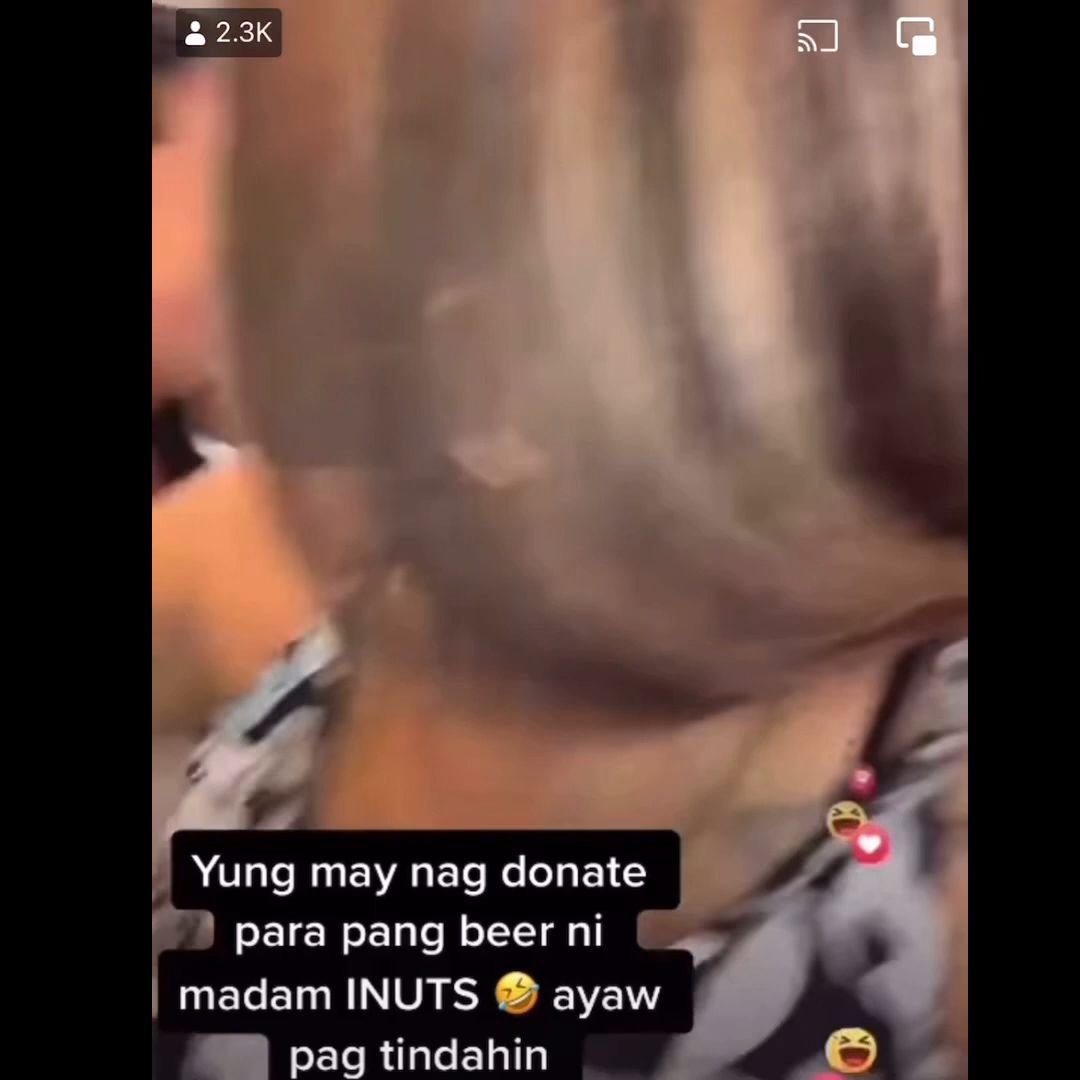 2.3K
Yung may nag donate
para pang beer ni
madam INUTS 🤣 ayaw
pag tindahin